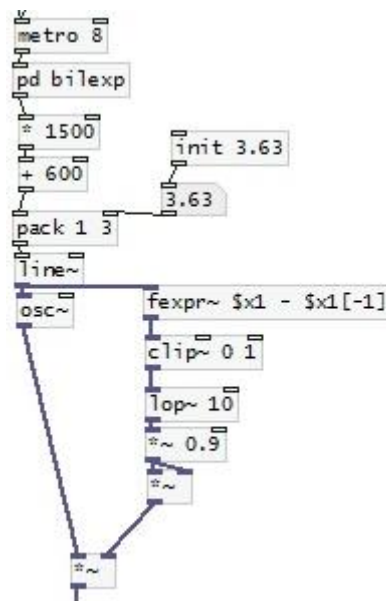 metro 8
pd bilexp
* 1500
init 3.63
+ 600
3.63
pack 1 3
line~
osc~
fexpr~ $x1 - $x1[-1]
clip~ 0 1
lop~ 10
*~ 0.9
*~
*~